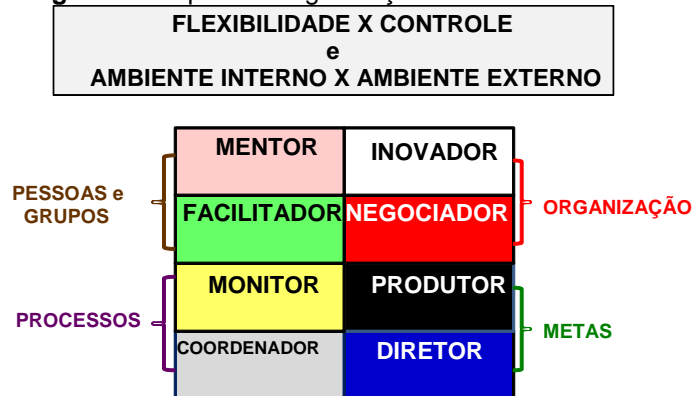 FLEXIBILIDADE X CONTROLE
e
AMBIENTE INTERNO X AMBIENTE EXTERNO
MENTOR
INOVADOR
PESSOAS e
GRUPOS
FACILITADOR
NEGOCIADOR
ORGANIZAÇÃO
MONITOR
PRODUTOR
PROCESSOS
METAS
COORDENADOR
DIRETOR